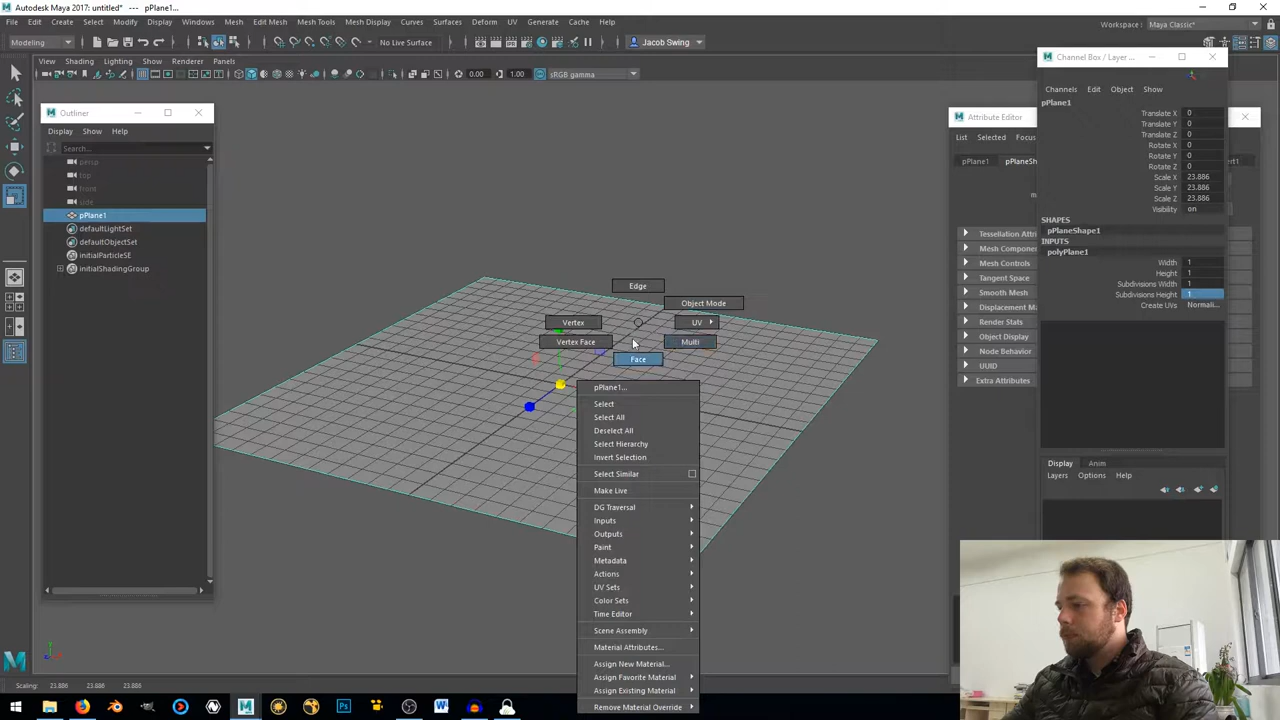 Autodesk Maya 2017: untitled* --- pPlane1...
File Edit Create Select Modify Display Windows Mesh Edit Mesh Mesh Tools Mesh Display Curves Surfaces Deform UV Generate Cache Help
Workspace: Maya Classic*
Modeling
No Live Surface
Jacob Swing
View Shading Lighting Show Renderer Panels
0.00
1.00
sRGB gamma
Outliner
Display Show Help
Search...
persp
top
front
side
pPlane1
defaultLightSet
defaultObjectSet
initialParticleSE
initialShadingGroup
Edge
Object Mode
Vertex
UV
Vertex Face
Multi
Face
pPlane1...
Select
Select All
Deselect All
Select Hierarchy
Invert Selection
Select Similar
Make Live
DG Traversal
Inputs
Outputs
Paint
Metadata
Actions
UV Sets
Color Sets
Time Editor
Scene Assembly
Material Attributes...
Assign New Material...
Assign Favorite Material
Assign Existing Material
Remove Material Override
Attribute Editor
List Selected Focus
pPlane1 pPlaneSh
Tessellation Attri
Mesh Compone
Mesh Controls
Tangent Space
Smooth Mesh
Displacement M
Render Stats
Object Display
Node Behavior
UUID
Extra Attributes
Channel Box / Layer ...
Channels Edit Object Show
pPlane1
Translate X 0
Translate Y 0
Translate Z 0
Rotate X 0
Rotate Y 0
Rotate Z 0
Scale X 23.886
Scale Y 23.886
Scale Z 23.886
Visibility on
SHAPES
pPlaneShape1
INPUTS
polyPlane1
Width 1
Height 1
Subdivisions Width 1
Subdivisions Height 1
Create UVs Normali...
Display Anim
Layers Options Help
Scaling: 23.886 23.886 23.886